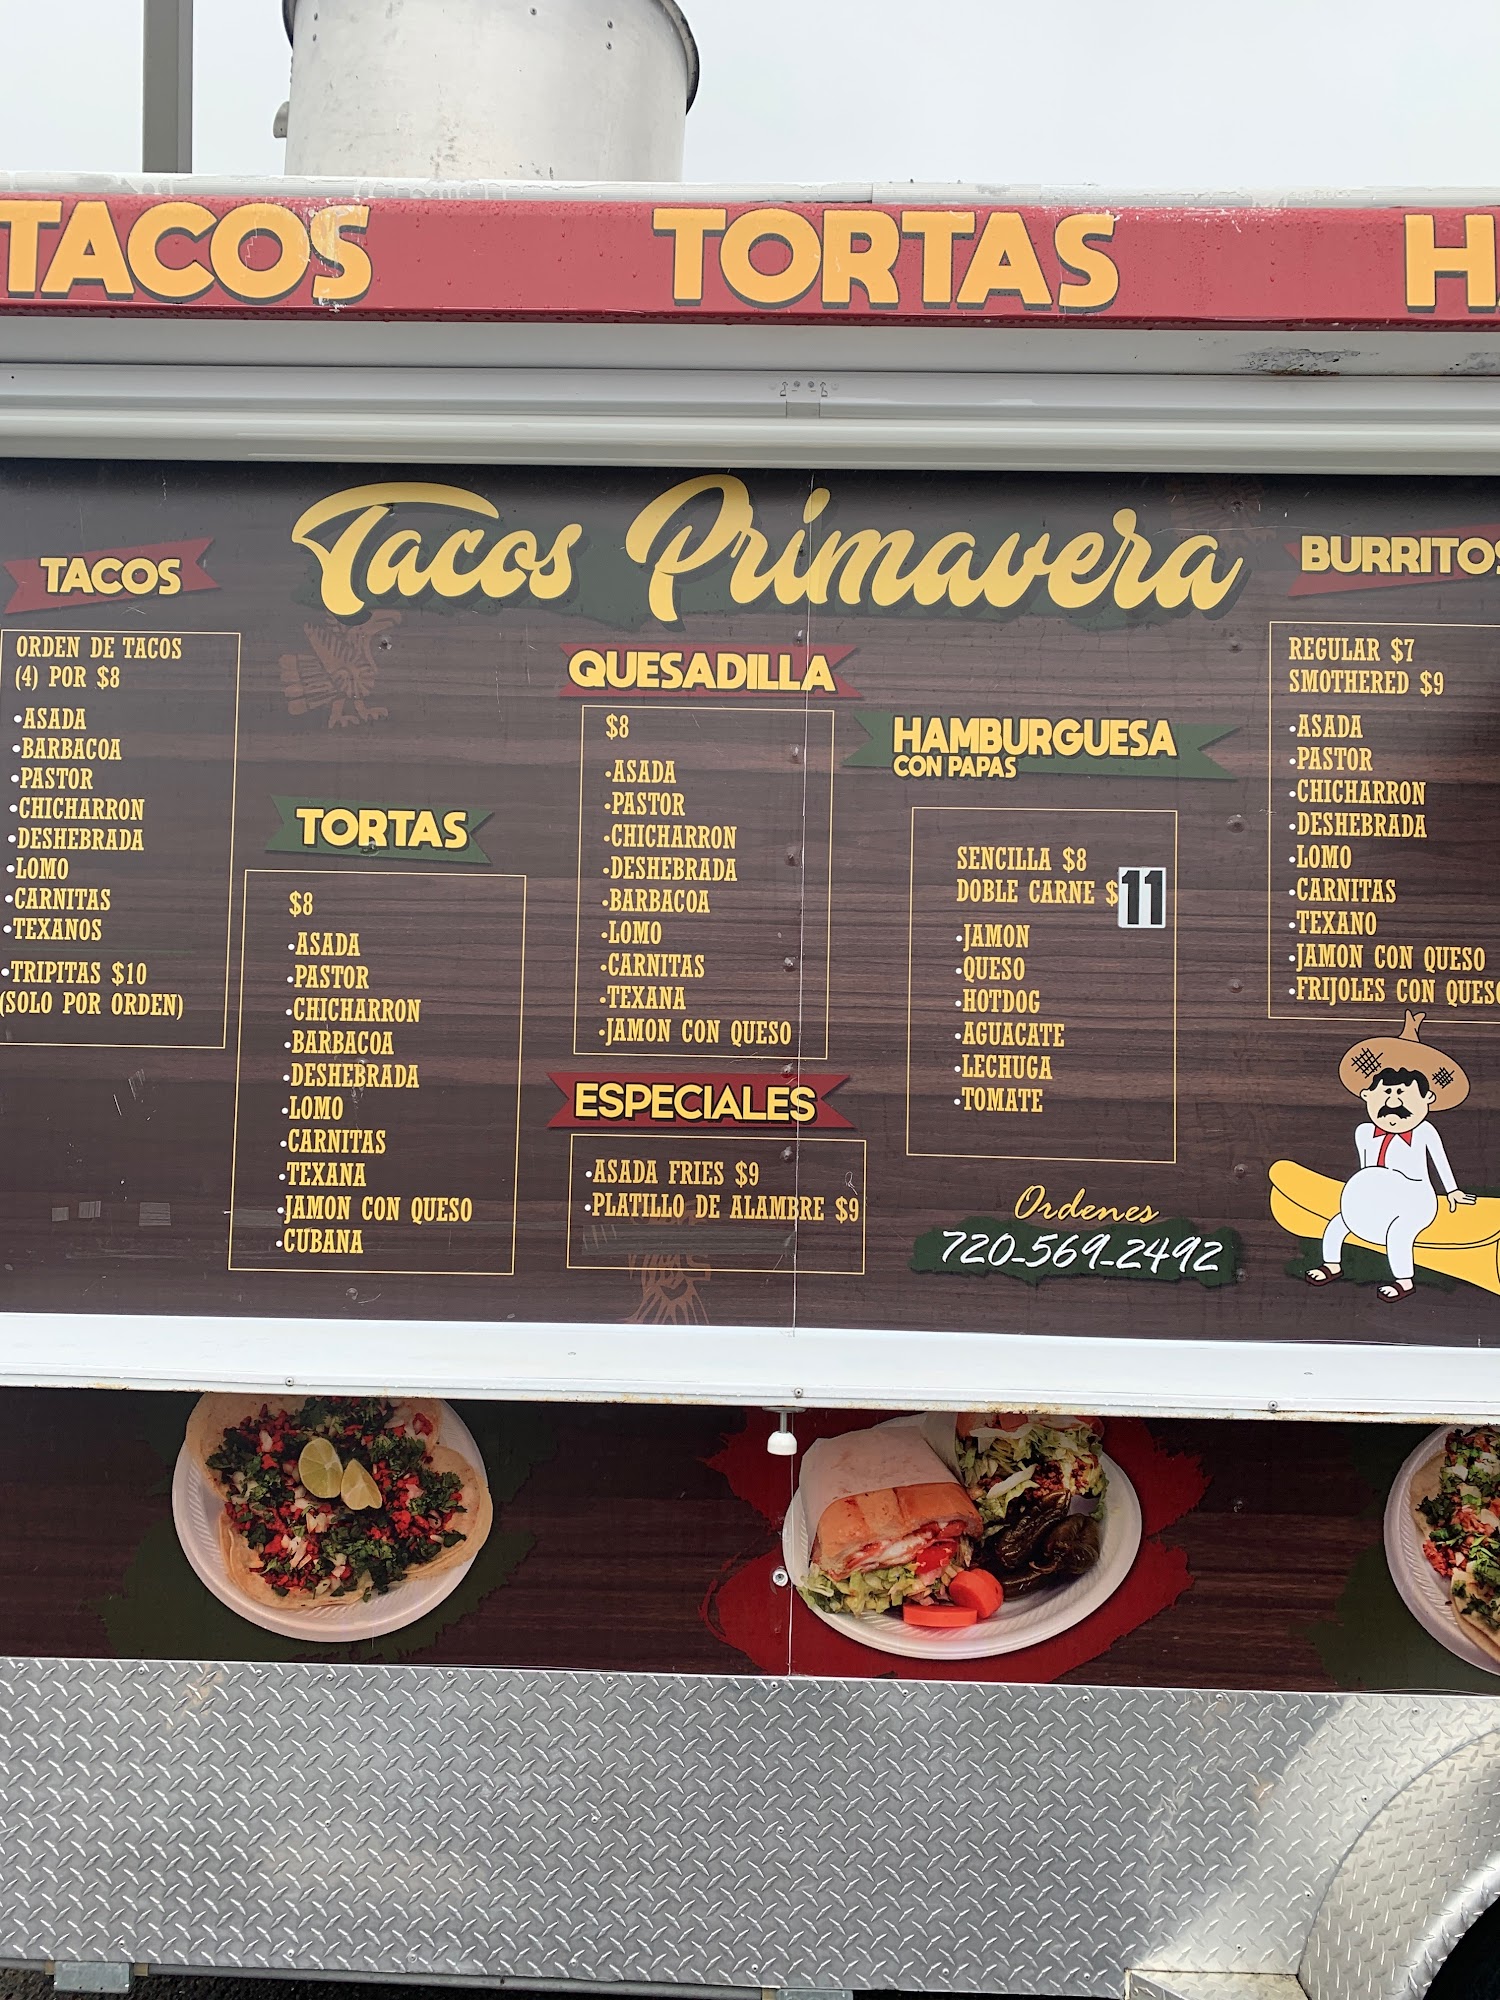 TACOS
TORTAS
Tacos Primavera
TACOS
ORDEN DE TACOS
(4) POR $8
•ASADA
•BARBACOA
•PASTOR
•CHICHARRON
•DESHEBRADA
•LOMO
•CARNITAS
•TEXANOS
•TRIPITAS $10
(SOLO POR ORDEN)
TORTAS
$8
•ASADA
•PASTOR
•CHICHARRON
•BARBACOA
•DESHEBRADA
•LOMO
•CARNITAS
•TEXANA
•JAMON CON QUESO
•CUBANA
QUESADILLA
$8
•ASADA
•PASTOR
•CHICHARRON
•DESHEBRADA
•BARBACOA
•LOMO
•CARNITAS
•TEXANA
•JAMON CON QUESO
ESPECIALES
•ASADA FRIES $9
•PLATILLO DE ALAMBRE $9
HAMBURGUESA
CON PAPAS
SENCILLA $8
DOBLE CARNE $11
•JAMON
•QUESO
•HOTDOG
•AGUACATE
•LECHUGA
•TOMATE
Ordenes
720-569-2492
BURRITOS
REGULAR $7
SMOTHERED $9
•ASADA
•PASTOR
•CHICHARRON
•DESHEBRADA
•LOMO
•CARNITAS
•TEXANO
•JAMON CON QUESO
•FRIJOLES CON QUESO